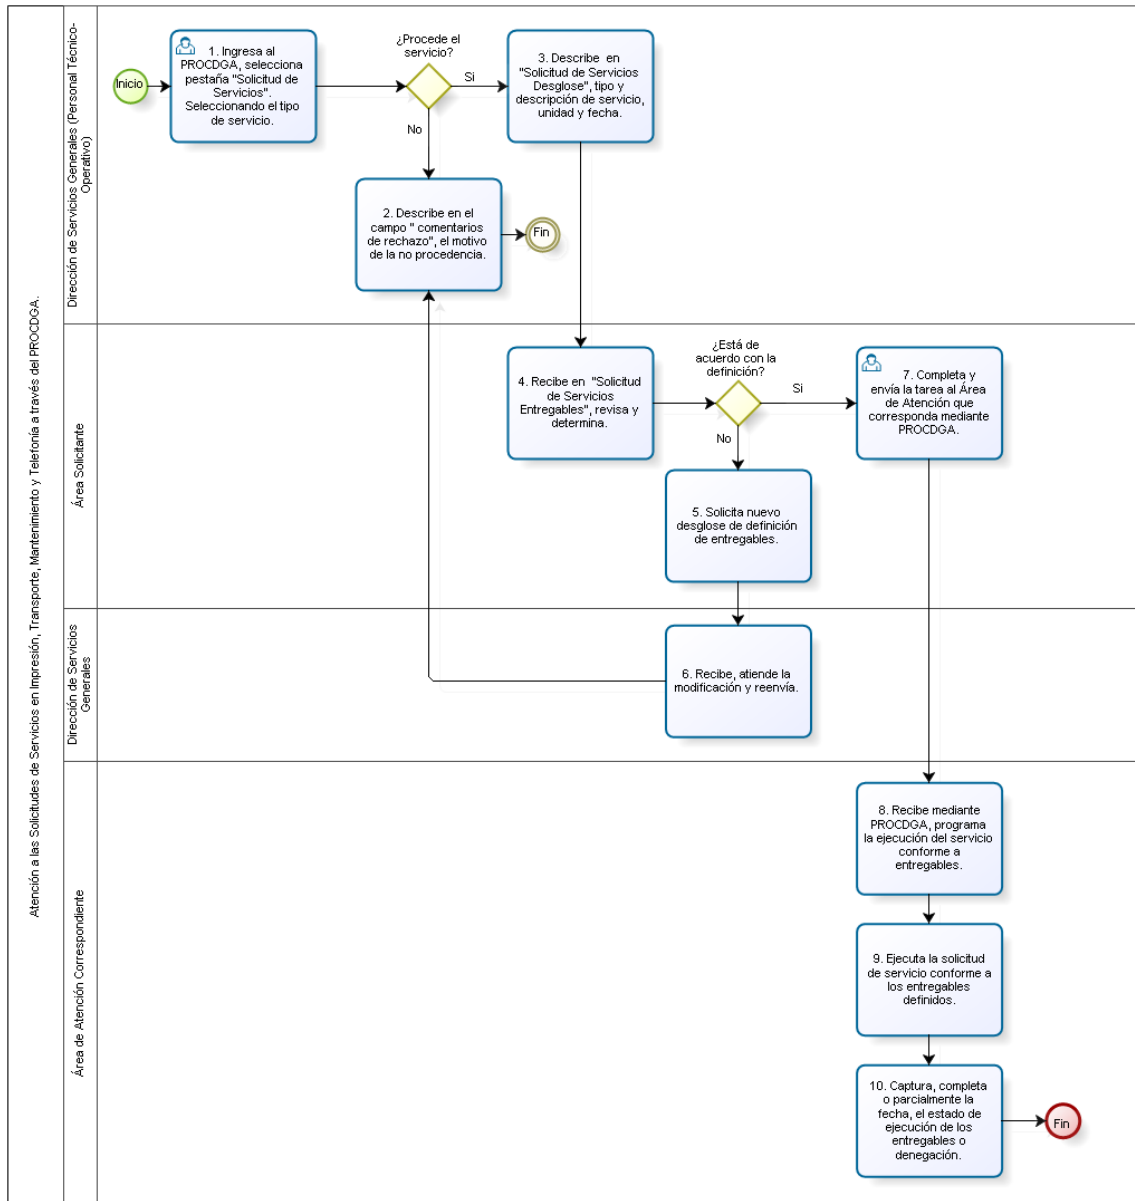 Atención a las Solicitudes de Servicios en Impresión, Transporte, Mantenimiento y Telefonía a través del PROCDGA.
Dirección de Servicios Generales (Personal Técnico-
Operativo)
Inicio
1. Ingresa al
PROCDGA, selecciona
pestaña "Solicitud de
Servicios".
Seleccionando el tipo
de servicio.
¿Procede el
servicio?
Si
No
3. Describe en
"Solicitud de Servicios
Desglose", tipo y
descripción de servicio,
unidad y fecha.
2. Describe en el
campo " comentarios
de rechazo", el motivo
de la no procedencia.
Fin
Área Solicitante
4. Recibe en "Solicitud
de Servicios
Entregables", revisa y
determina.
¿Está de
acuerdo con la
definición?
Si
No
7. Completa y
envía la tarea al Área
de Atención que
corresponda mediante
PROCDGA.
5. Solicita nuevo
desglose de definición
de entregables.
Dirección de Servicios
Generales
6. Recibe, atiende la
modificación y reenvía.
Área de Atención Correspondiente
8. Recibe mediante
PROCDGA, programa
la ejecución del servicio
conforme a
entregables.
9. Ejecuta la solicitud
de servicio conforme a
los entregables
definidos.
10. Captura, completa
o parcialmente la
fecha, el estado de
ejecución de los
entregables o
denegación.
Fin